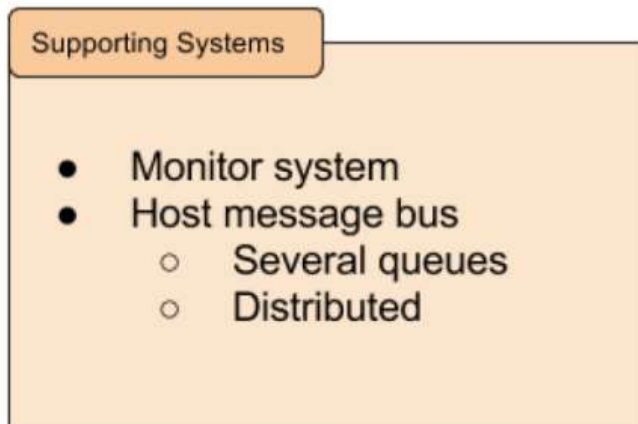 Supporting Systems
● Monitor system
● Host message bus
○ Several queues
○ Distributed